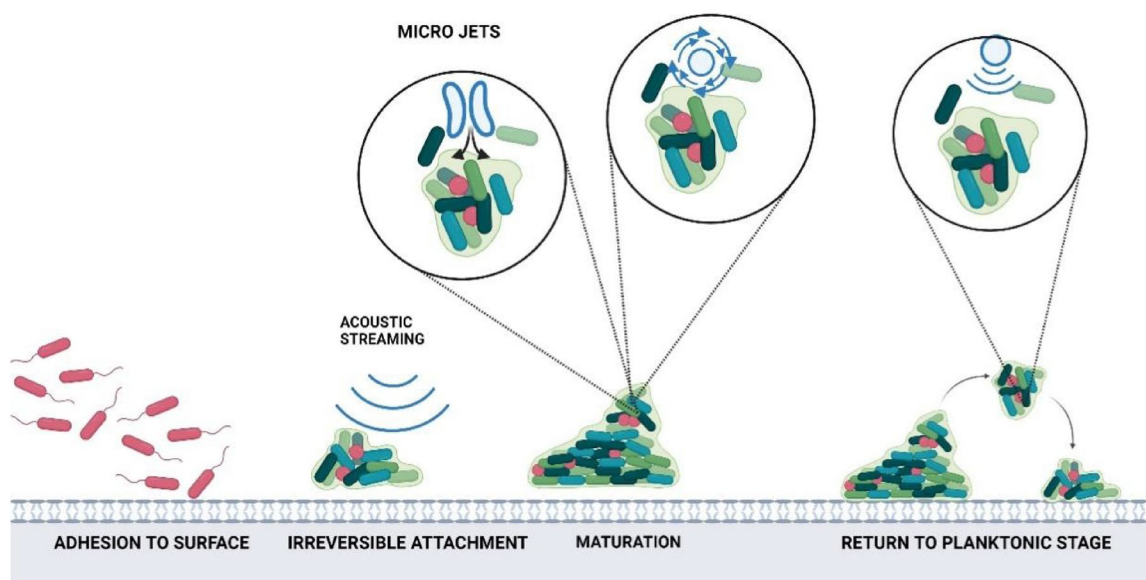 MICRO JETS
ACOUSTIC
STREAMING
ADHESION TO SURFACE
IRREVERSIBLE ATTACHMENT
MATURATION
RETURN TO PLANKTONIC STAGE